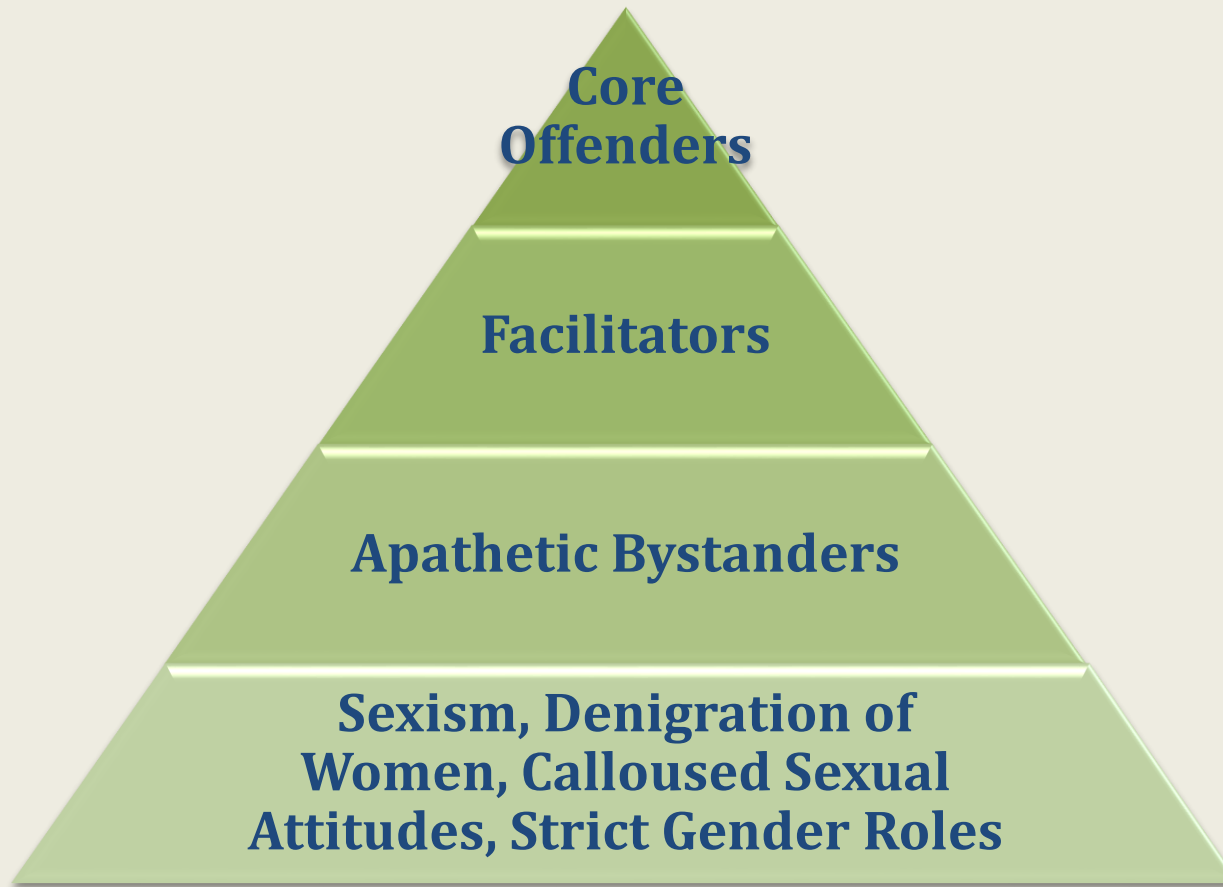 Core
Offenders
Facilitators
Apathetic Bystanders
Sexism, Denigration of
Women, Calloused Sexual
Attitudes, Strict Gender Roles